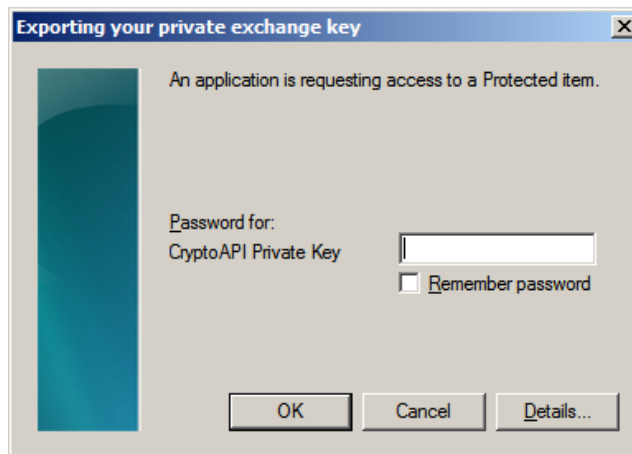 Exporting your private exchange key
An application is requesting access to a Protected item.
Password for:
CryptoAPI Private Key
Remember password
OK
Cancel
Details...